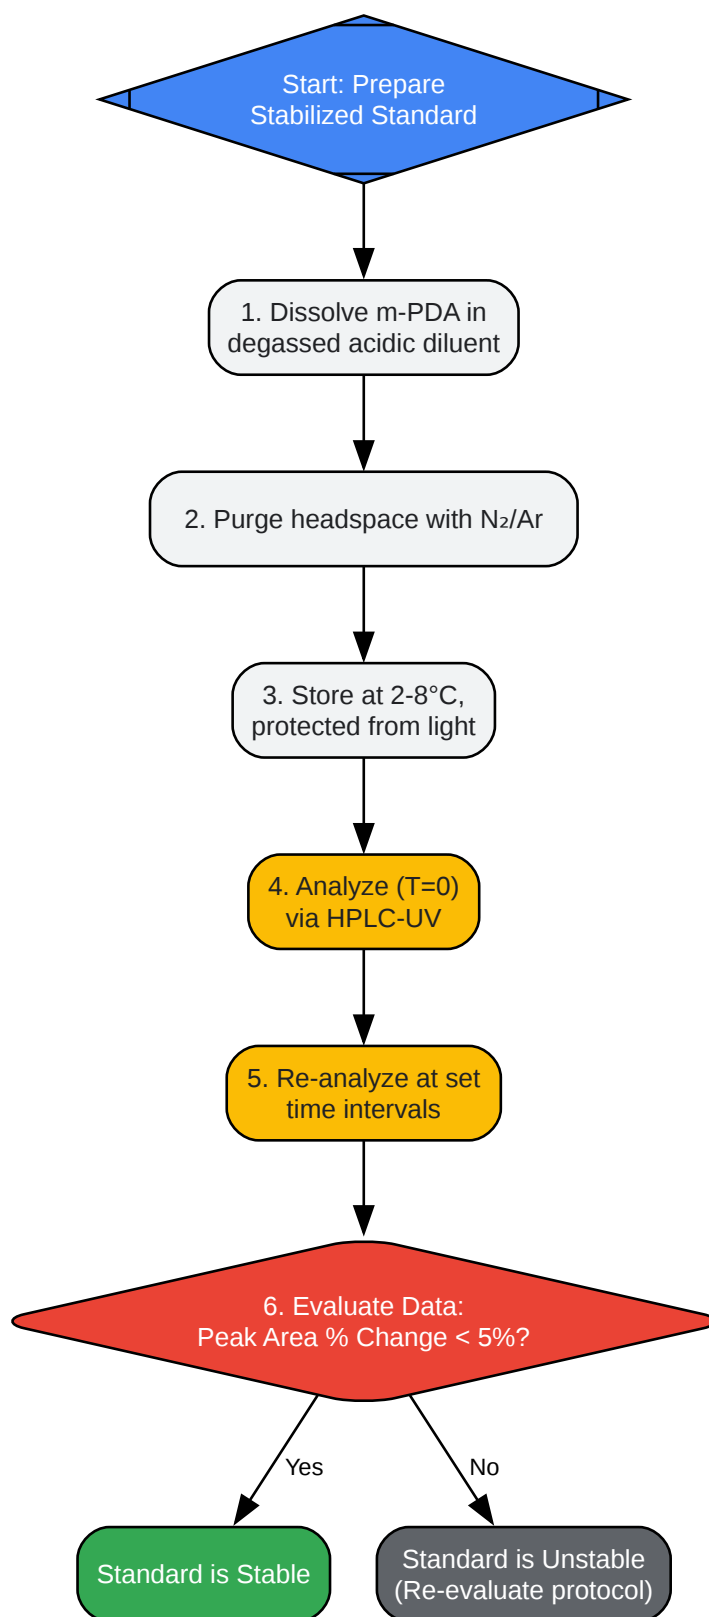 Start: Prepare
Stabilized Standard
1. Dissolve m-PDA in
degassed acidic diluent
2. Purge headspace with N₂/Ar
3. Store at 2-8°C,
protected from light
4. Analyze (T=0)
via HPLC-UV
5. Re-analyze at set
time intervals
6. Evaluate Data:
Peak Area % Change < 5%?
Yes
No
Standard is Stable
Standard is Unstable
(Re-evaluate protocol)